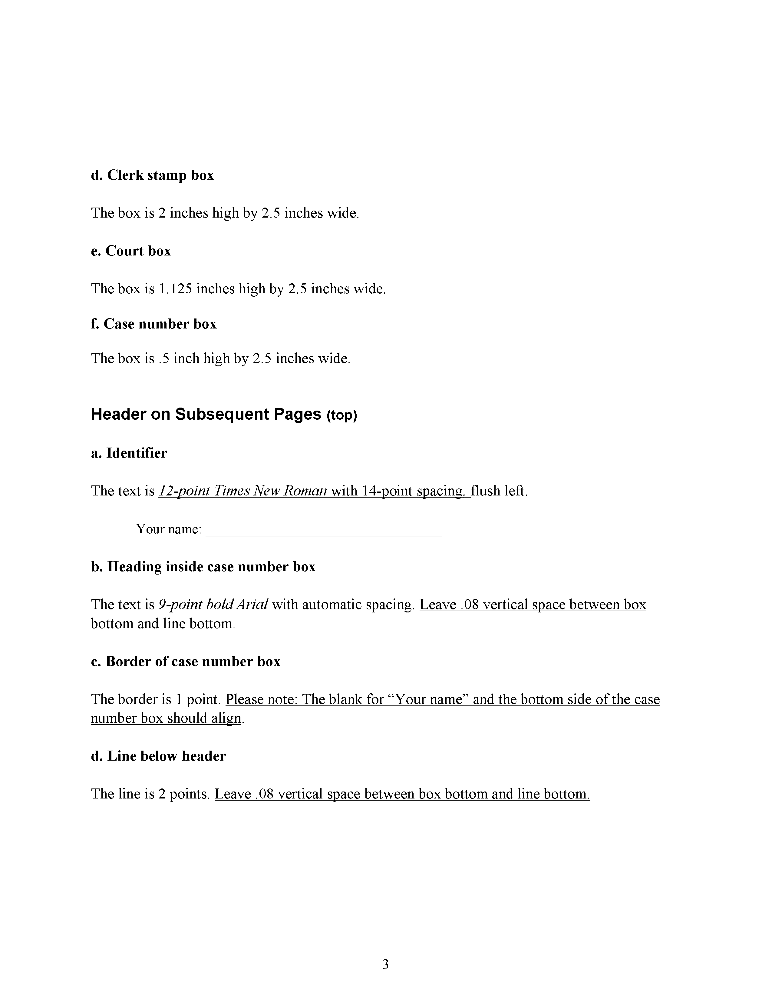 d. Clerk stamp box
The box is 2 inches high by 2.5 inches wide.
e. Court box
The box is 1.125 inches high by 2.5 inches wide.
f. Case number box
The box is .5 inch high by 2.5 inches wide.
Header on Subsequent Pages (top)
a. Identifier
The text is 12-point Times New Roman with 14-point spacing, flush left.
Your name: ________________________________
b. Heading inside case number box
The text is 9-point bold Arial with automatic spacing. Leave .08 vertical space between box
bottom and line bottom.
c. Border of case number box
The border is 1 point. Please note: The blank for “Your name” and the bottom side of the case
number box should align.
d. Line below header
The line is 2 points. Leave .08 vertical space between box bottom and line bottom.
3